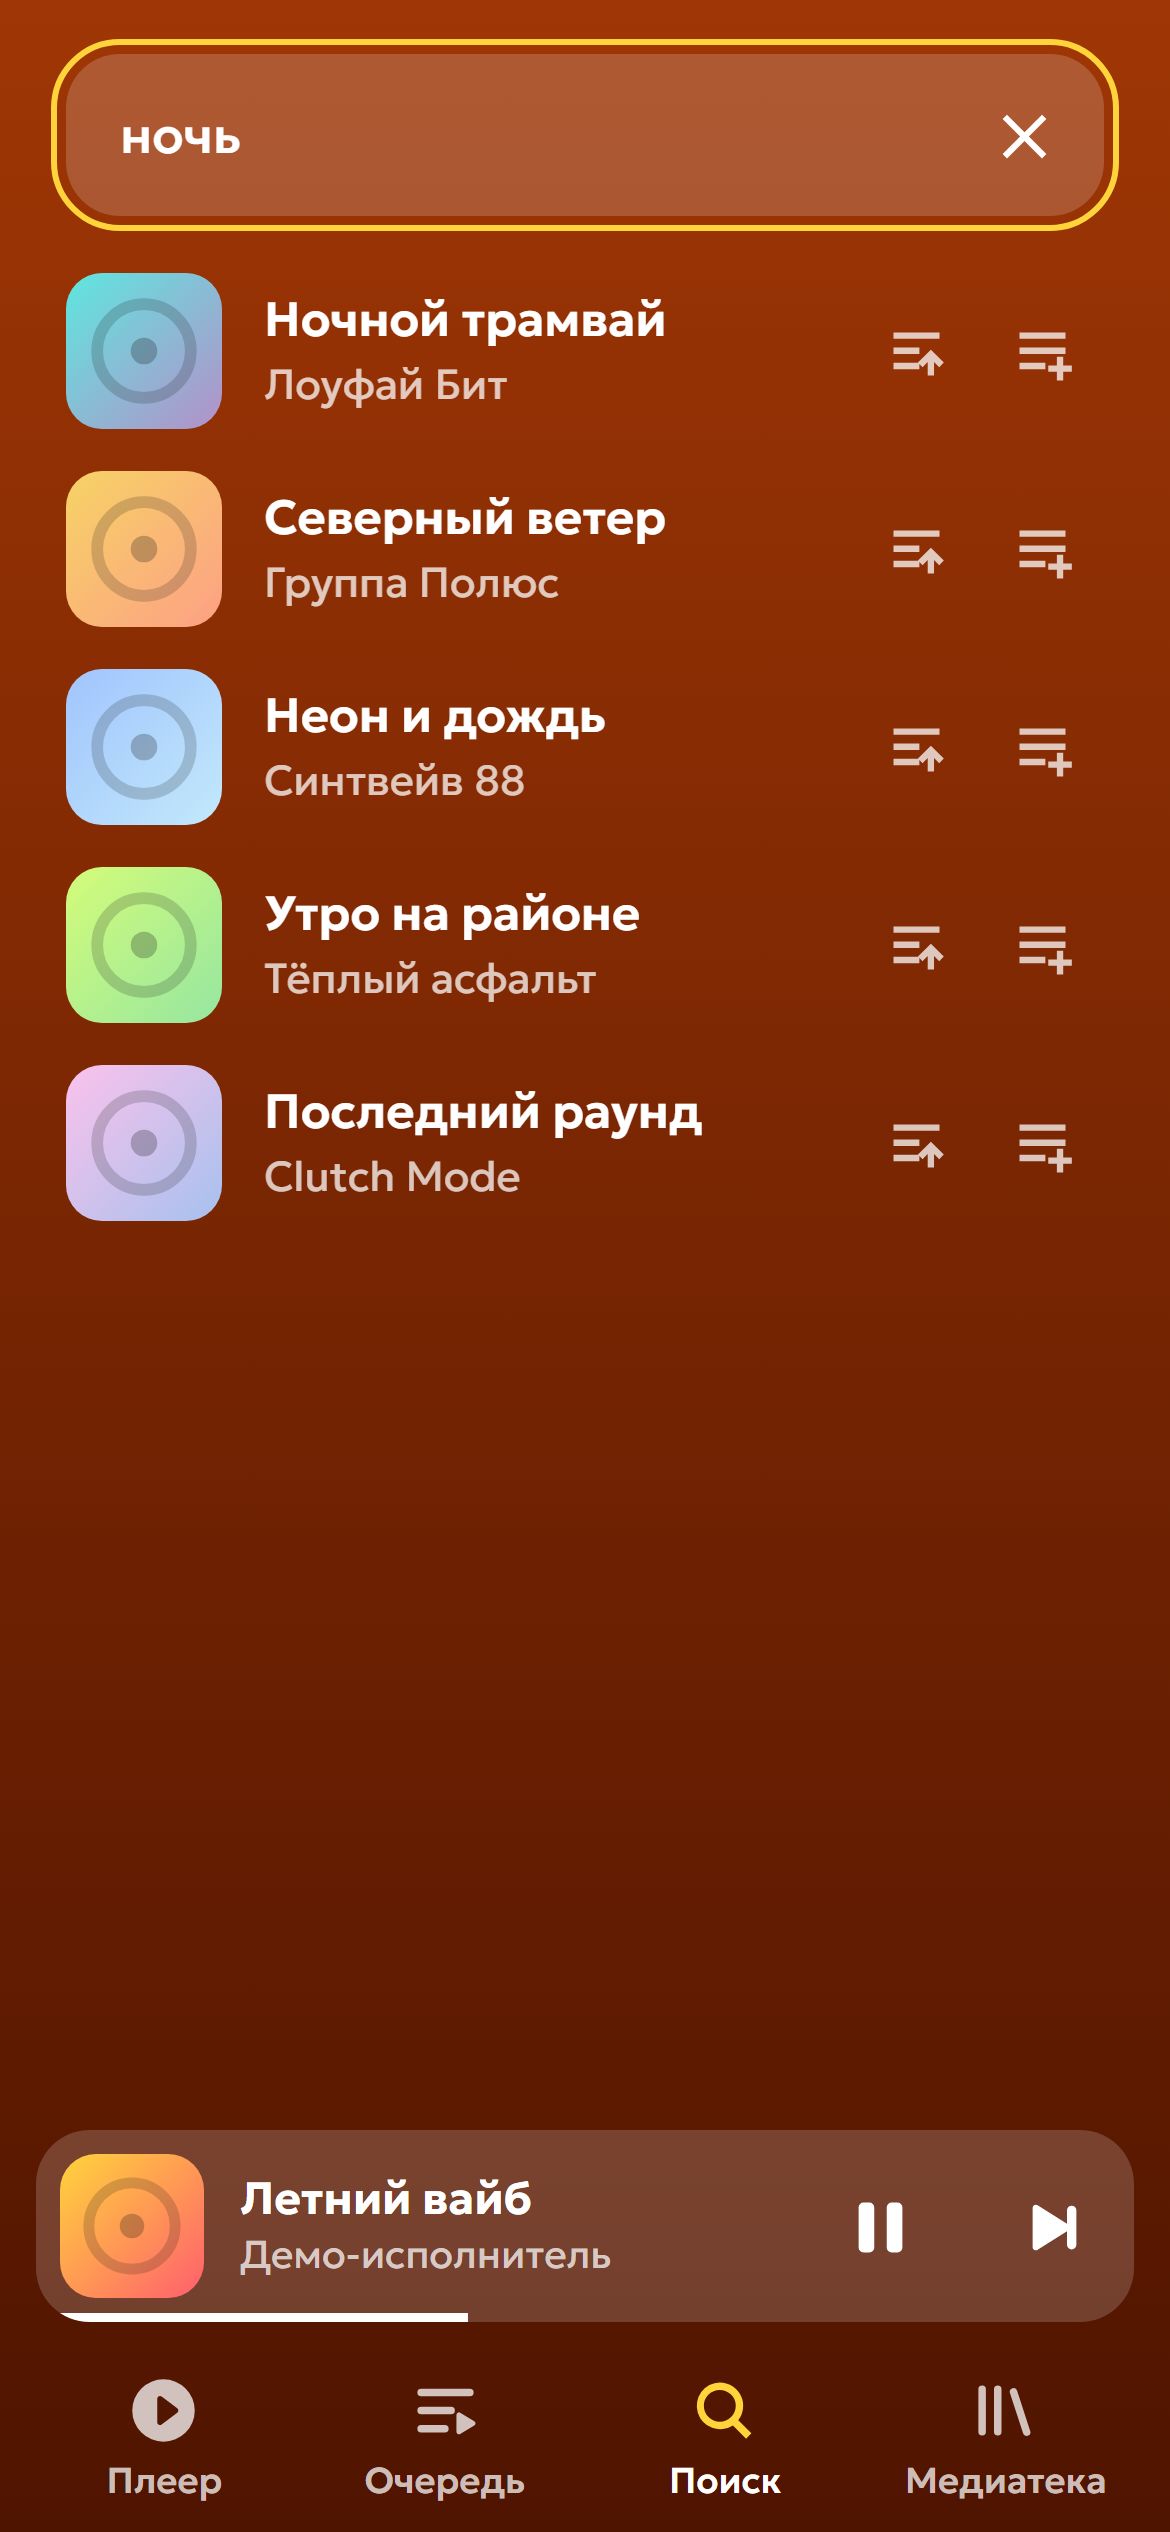 ночь
Ночной трамвай
Лоуфай Бит
Северный ветер
Группа Полюс
Неон и дождь
Синтвейв 88
Утро на районе
Тёплый асфальт
Последний раунд
Clutch Mode
Летний вайб
Демо-исполнитель
Плеер
Очередь
Поиск
Медиатека